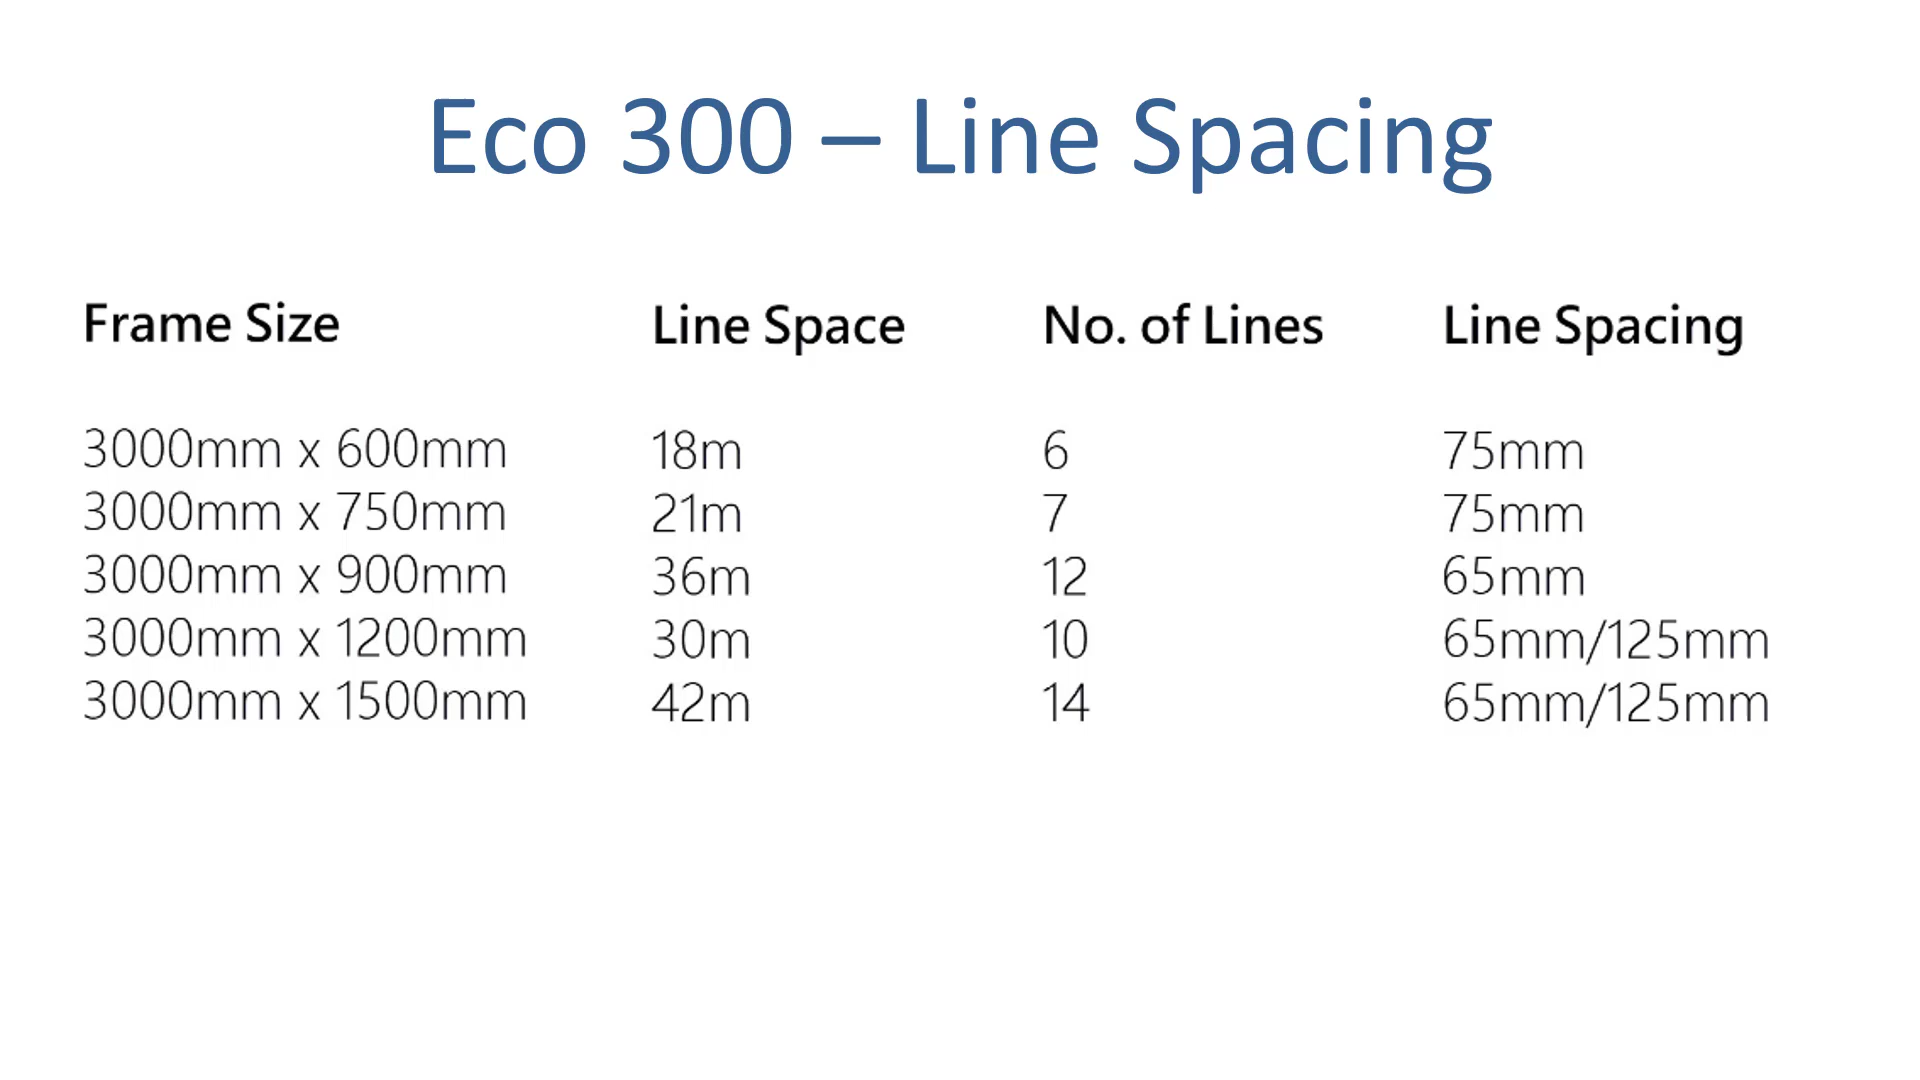 Eco 300 – Line Spacing
Frame Size Line Space No. of Lines Line Spacing
3000mm x 600mm 18m 6 75mm
3000mm x 750mm 21m 7 75mm
3000mm x 900mm 36m 12 65mm
3000mm x 1200mm 30m 10 65mm/125mm
3000mm x 1500mm 42m 14 65mm/125mm